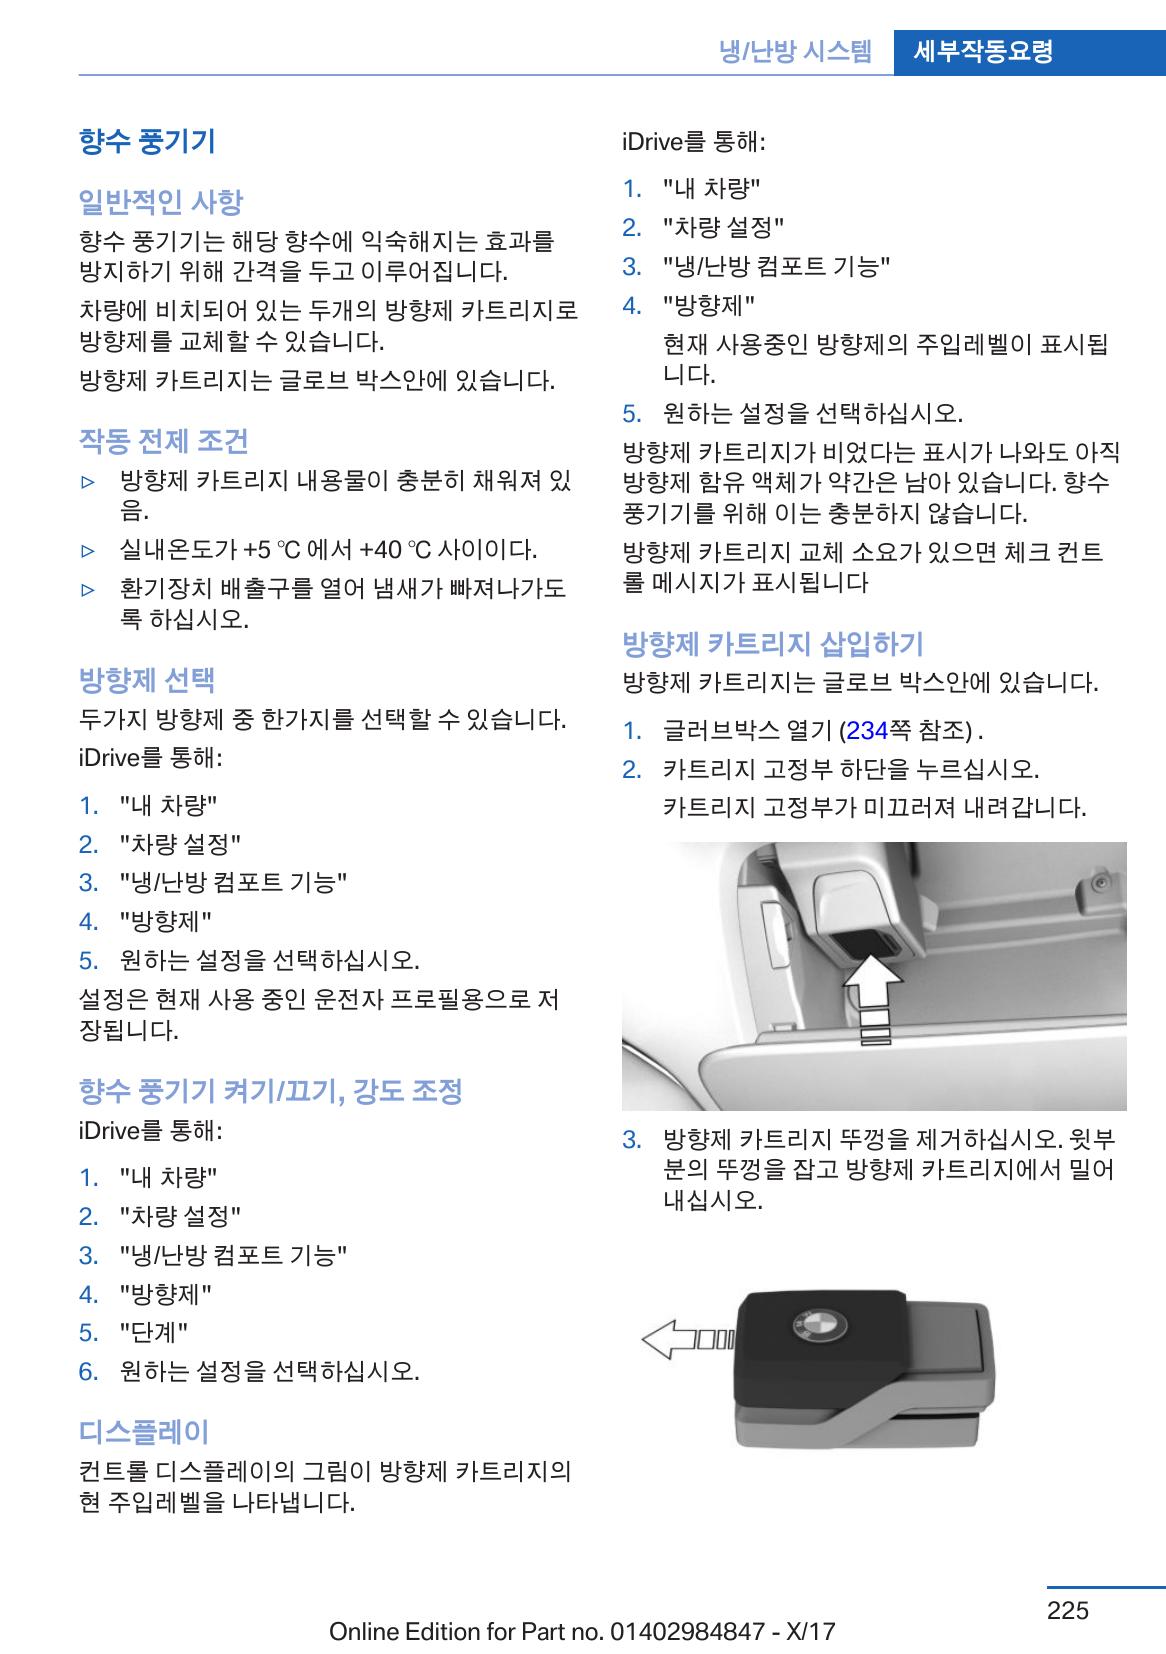 냉/난방 시스템 세부작동요령
향수 풍기기
일반적인 사항
향수 풍기기는 해당 향수에 익숙해지는 효과를
방지하기 위해 간격을 두고 이루어집니다.
차량에 비치되어 있는 두개의 방향제 카트리지로
방향제를 교체할 수 있습니다.
방향제 카트리지는 글로브 박스안에 있습니다.
작동 전제 조건
▷ 방향제 카트리지 내용물이 충분히 채워져 있
음.
▷ 실내온도가 +5 ℃ 에서 +40 ℃ 사이이다.
▷ 환기장치 배출구를 열어 냄새가 빠져나가도
록 하십시오.
방향제 선택
두가지 방향제 중 한가지를 선택할 수 있습니다.
iDrive를 통해:
1. "내 차량"
2. "차량 설정"
3. "냉/난방 컴포트 기능"
4. "방향제"
5. 원하는 설정을 선택하십시오.
설정은 현재 사용 중인 운전자 프로필용으로 저
장됩니다.
향수 풍기기 켜기/끄기, 강도 조정
iDrive를 통해:
1. "내 차량"
2. "차량 설정"
3. "냉/난방 컴포트 기능"
4. "방향제"
5. "단계"
6. 원하는 설정을 선택하십시오.
디스플레이
컨트롤 디스플레이의 그림이 방향제 카트리지의
현 주입레벨을 나타냅니다.
iDrive를 통해:
1. "내 차량"
2. "차량 설정"
3. "냉/난방 컴포트 기능"
4. "방향제"
현재 사용중인 방향제의 주입레벨이 표시됩
니다.
5. 원하는 설정을 선택하십시오.
방향제 카트리지가 비었다는 표시가 나와도 아직
방향제 함유 액체가 약간은 남아 있습니다. 향수
풍기기를 위해 이는 충분하지 않습니다.
방향제 카트리지 교체 소요가 있으면 체크 컨트
롤 메시지가 표시됩니다
방향제 카트리지 삽입하기
방향제 카트리지는 글로브 박스안에 있습니다.
1. 글러브박스 열기 (234쪽 참조) .
2. 카트리지 고정부 하단을 누르십시오.
카트리지 고정부가 미끄러져 내려갑니다.
3. 방향제 카트리지 뚜껑을 제거하십시오. 윗부
분의 뚜껑을 잡고 방향제 카트리지에서 밀어
내십시오.
225
Online Edition for Part no. 01402984847 - X/17